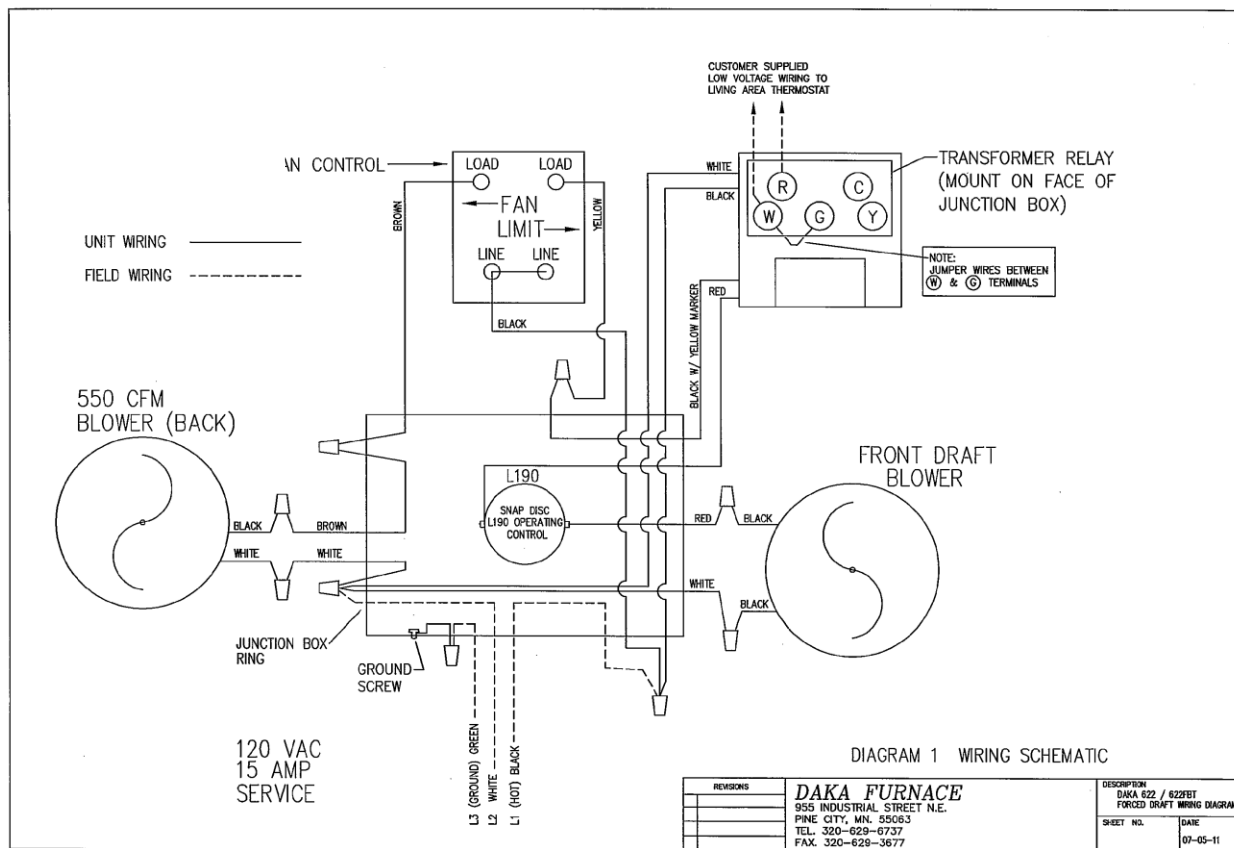 CUSTOMER SUPPLIED
LOW VOLTAGE WIRING TO
LIVING AREA THERMOSTAT
AN CONTROL
LOAD LOAD
FAN
LIMIT
LINE LINE
BROWN
YELLOW
BLACK
WHITE
BLACK
R
C
W
G
Y
TRANSFORMER RELAY
(MOUNT ON FACE OF
JUNCTION BOX)
NOTE:
JUMPER WIRES BETWEEN
W & G TERMINALS
UNIT WIRING
FIELD WIRING
RED
BLACK W/ YELLOW MARKER
550 CFM
BLOWER (BACK)
BLACK
BROWN
WHITE
WHITE
L190
SNAP DISC
L190 OPERATING
CONTROL
FRONT DRAFT
BLOWER
RED
BLACK
WHITE
BLACK
JUNCTION BOX
RING
GROUND
SCREW
L3 (GROUND) GREEN
L2 WHITE
L1 (HOT) BLACK
120 VAC
15 AMP
SERVICE
DIAGRAM 1 WIRING SCHEMATIC
REVISIONS
DAKA FURNACE
955 INDUSTRIAL STREET N.E.
PINE CITY, MN. 55063
TEL. 320-629-6737
FAX. 320-629-3677
DESCRIPTION
DAKA 622 / 622FBT
FORCED DRAFT WIRING DIAGRAM
SHEET NO.
DATE
07-05-11